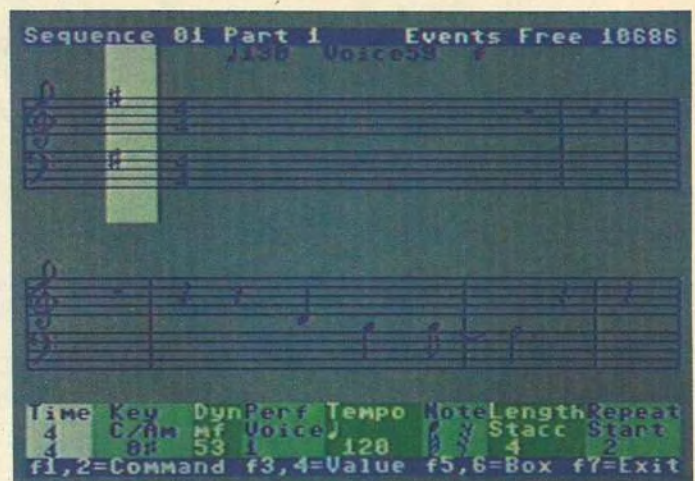 Sequence 01 Part 1 Events Free 10686
♩130 Voice59 f
Time Key Dyn Perf Tempo Note Length Repeat
4 C/Am mf Voice ♩ Stacc Start
4 0# 53 1 120 4 2
f1,2=Command f3,4=Value f5,6=Box f7=Exit